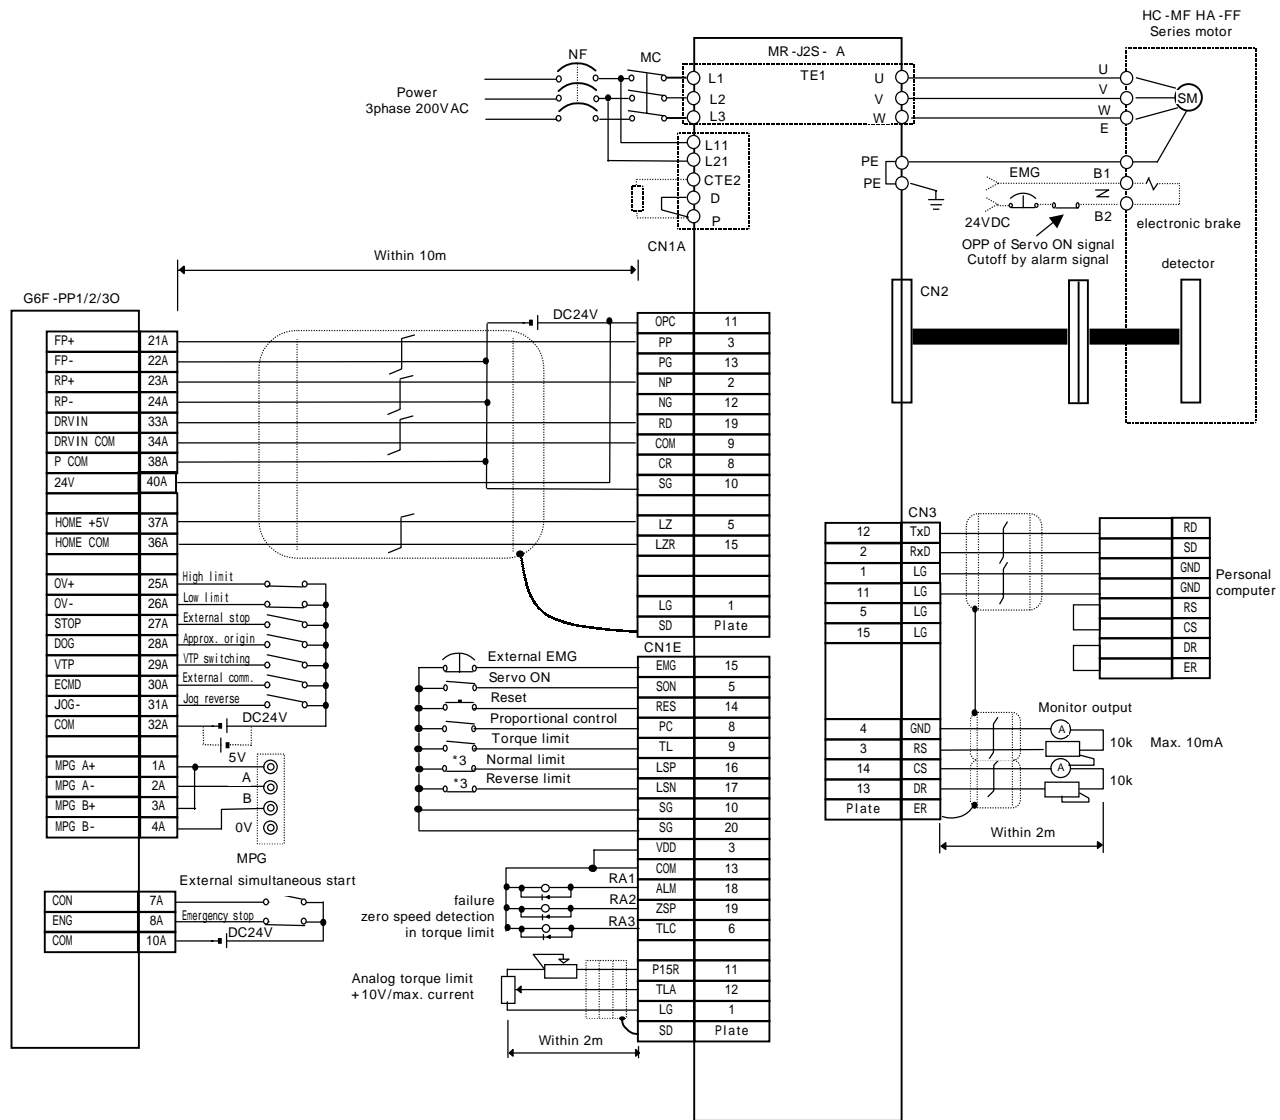 HC -MF HA -FF
Series motor
NF
MC
MR -J2S - A
TE1
Power
3phase 200VAC
L1
L2
L3
U
V
W
U
V
W
E
SM
L11
L21
CTE2
D
P
PE
PE
EMG
B1
Z
B2
24VDC
OPP of Servo ON signal
Cutoff by alarm signal
electronic brake
detector
CN1A
CN2
Within 10m
G6F -PP1/2/3O
DC24V
FP+ 21A
FP- 22A
RP+ 23A
RP- 24A
DRVIN 33A
DRVIN COM 34A
P COM 38A
24V 40A
HOME +5V 37A
HOME COM 36A
OV+ 25A High limit
OV- 26A Low limit
STOP 27A External stop
DOG 28A Approx. origin
VTP 29A VTP switching
ECMD 30A External comm.
JOG- 31A Jog reverse
COM 32A DC24V
5V
MPG A+ 1A
MPG A- 2A A
MPG B+ 3A B
MPG B- 4A 0V
MPG
External simultaneous start
CON 7A
ENG 8A Emergency stop
COM 10A DC24V
OPC 11
PP 3
PG 13
NP 2
NG 12
RD 19
COM 9
CR 8
SG 10
LZ 5
LZR 15
LG 1
SD Plate
CN1E
External EMG EMG 15
Servo ON SON 5
Reset RES 14
Proportional control PC 8
Torque limit TL 9
*3 Normal limit LSP 16
*3 Reverse limit LSN 17
SG 10
SG 20
VDD 3
COM 13
RA1 ALM 18
RA2 ZSP 19
RA3 TLC 6
failure
zero speed detection
in torque limit
Analog torque limit
+10V/max. current
P15R 11
TLA 12
LG 1
SD Plate
Within 2m
CN3
12 TxD
2 RxD
1 LG
11 LG
5 LG
15 LG
4 GND
3 RS
14 CS
13 DR
Plate ER
RD
SD
GND
GND
RS
CS
DR
ER
Personal
computer
Monitor output
A
10k
Max. 10mA
A
10k
Within 2m